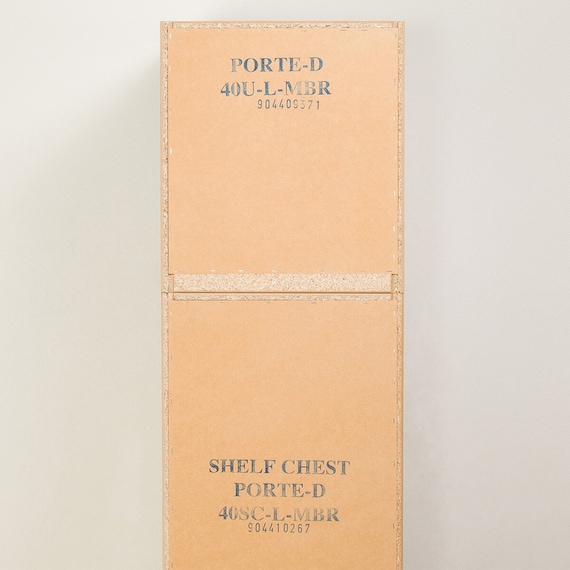 PORTE-D
40U-L-MBR
904409371
SHELF CHEST
PORTE-D
40SC-L-MBR
904410267